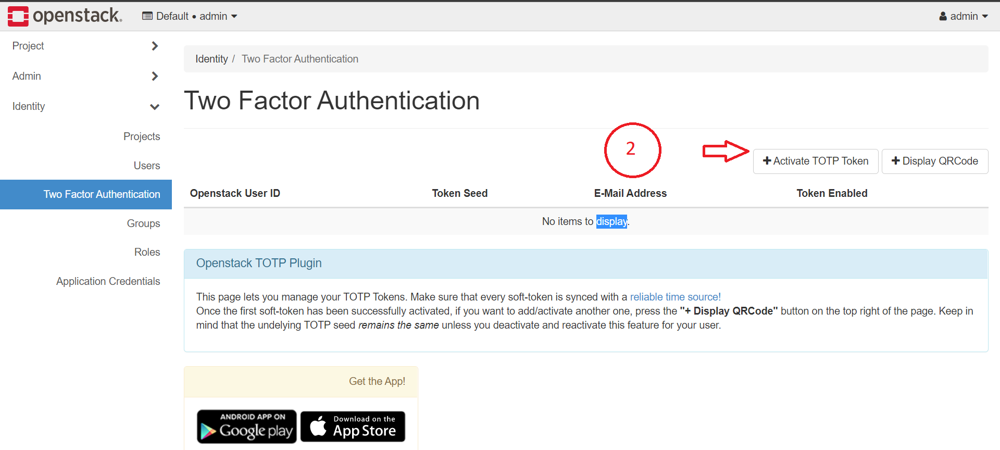 openstack.
Default • admin
admin
Project
Admin
Identity
Projects
Users
Two Factor Authentication
Groups
Roles
Application Credentials
Identity / Two Factor Authentication
Two Factor Authentication
2
Activate TOTP Token
Display QRCode
Openstack User ID Token Seed E-Mail Address Token Enabled
No items to display.
Openstack TOTP Plugin
This page lets you manage your TOTP Tokens. Make sure that every soft-token is synced with a reliable time source!
Once the first soft-token has been successfully activated, if you want to add/activate another one, press the "+ Display QRCode" button on the top right of the page. Keep in
mind that the undelying TOTP seed remains the same unless you deactivate and reactivate this feature for your user.
Get the App!
ANDROID APP ON
Google play
Download on the
App Store